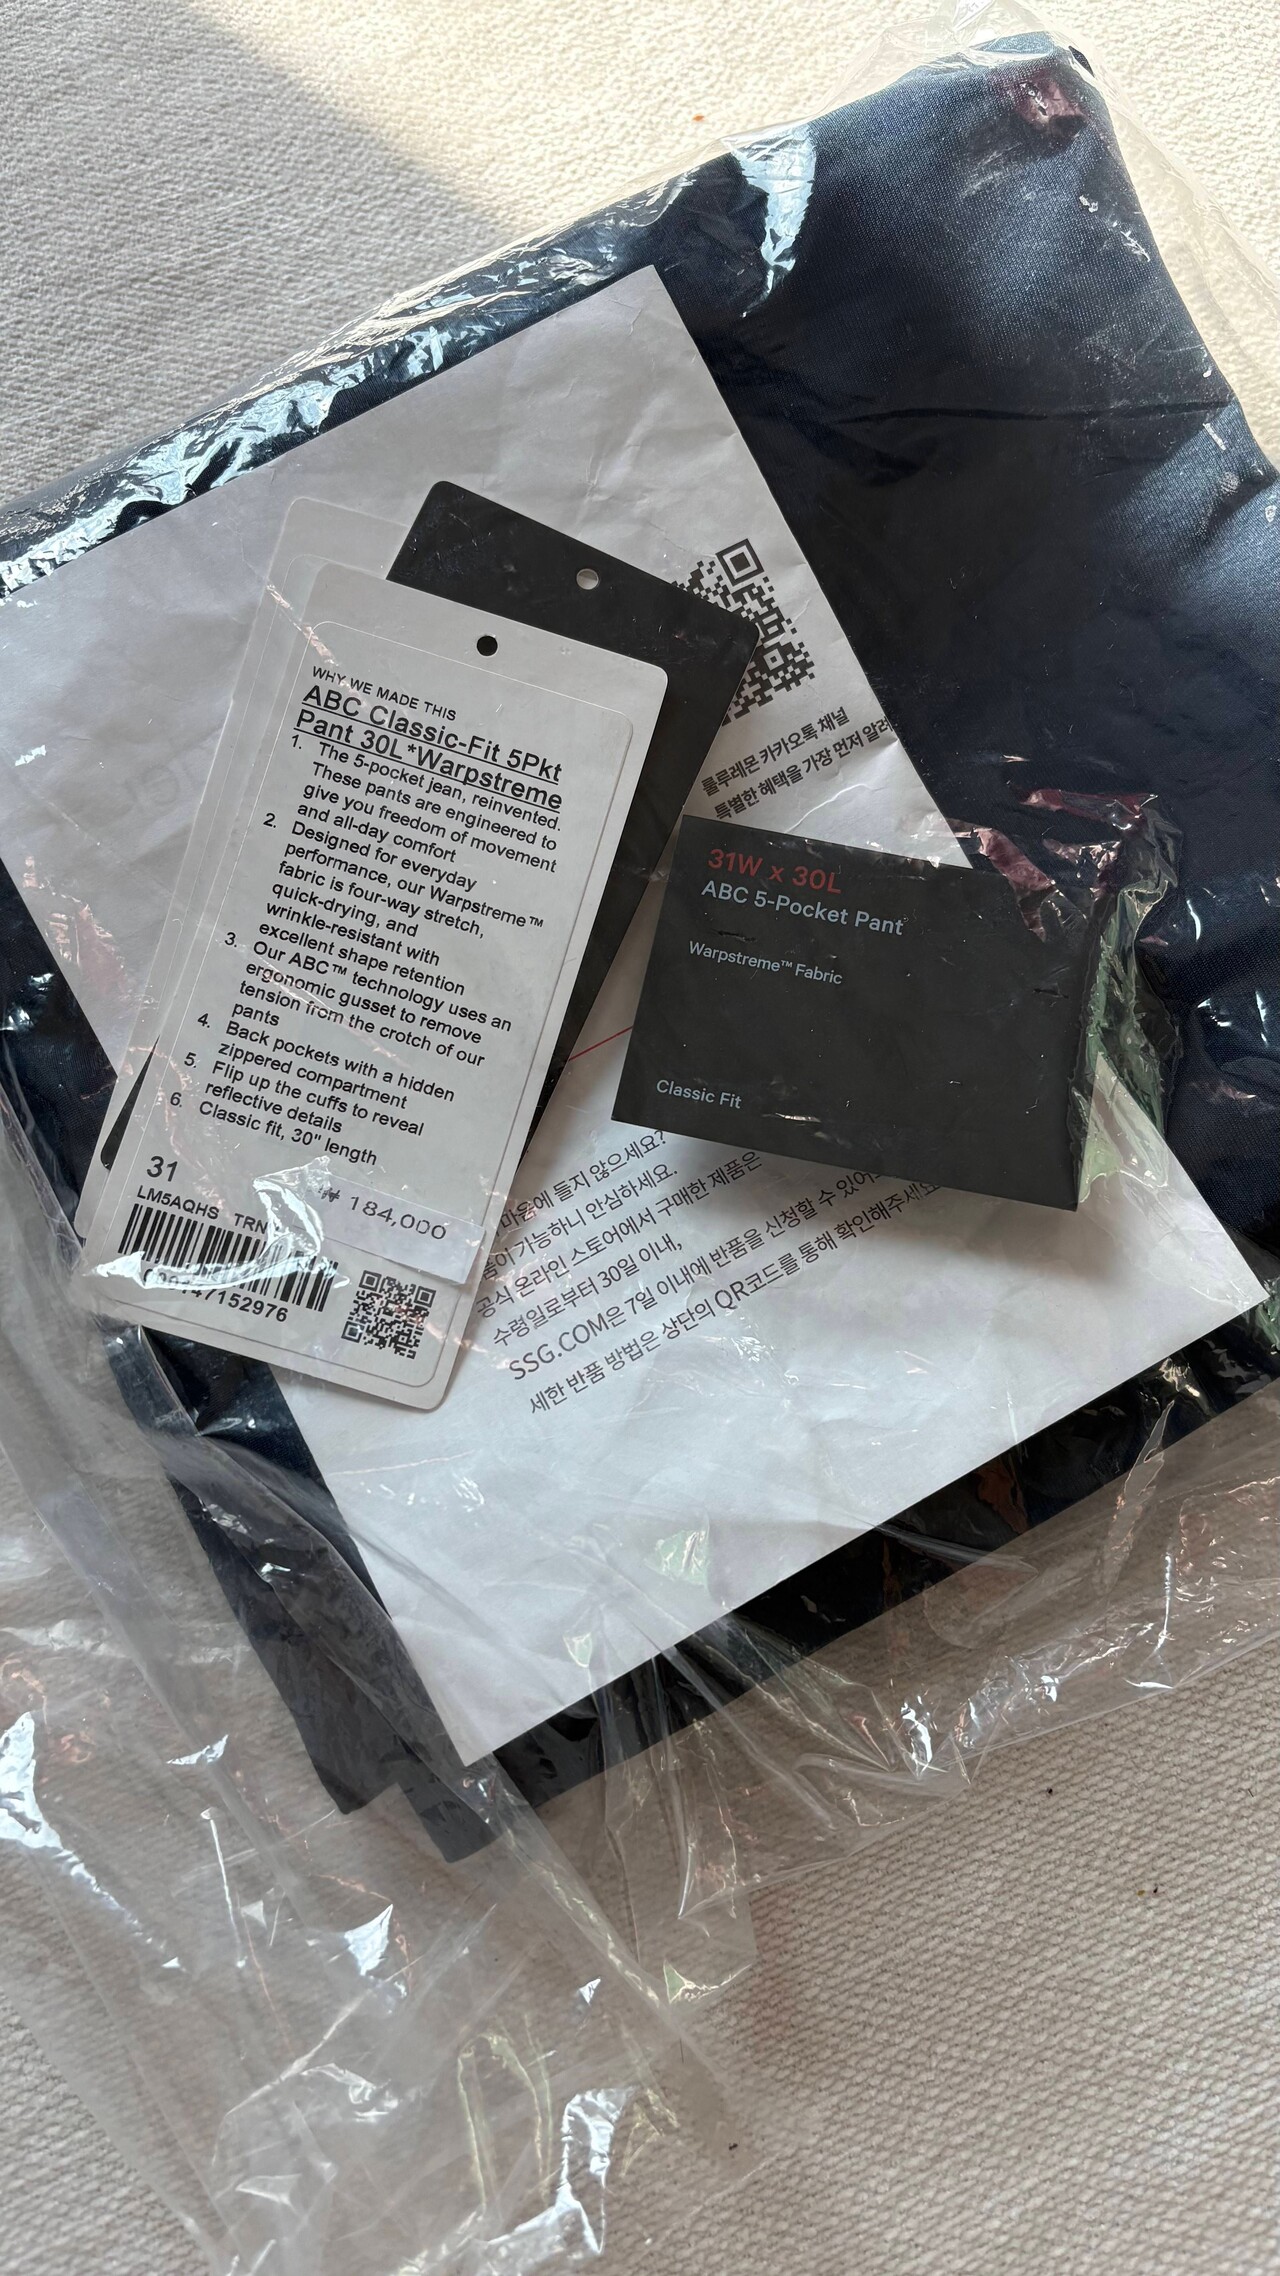 WHY WE MADE THIS
ABC Classic-Fit 5Pkt
Pant 30L*Warpstreme
1. The 5-pocket jean, reinvented.
These pants are engineered to
give you freedom of movement
and all-day comfort
2. Designed for everyday
performance, our Warpstreme™
fabric is four-way stretch,
quick-drying, and
wrinkle-resistant with
excellent shape retention
3. Our ABC™ technology uses an
ergonomic gusset to remove
tension from the crotch of our
pants
4. Back pockets with a hidden
zippered compartment
5. Flip up the cuffs to reveal
reflective details
6. Classic fit, 30" length
31
LM5AQHS TRN
₩ 184,000
47152976
룰루레몬 카카오톡 채널
특별한 혜택을 가장 먼저 알려
31W x 30L
ABC 5-Pocket Pant
Warpstreme™ Fabric
Classic Fit
마음에 들지 않으세요?
품이 가능하니 안심하세요.
공식 온라인 스토어에서 구매한 제품은
수령일로부터 30일 이내,
SSG.COM은 7일 이내에 반품을 신청할 수 있어
세한 반품 방법은 상단의 QR코드를 통해 확인해주세요